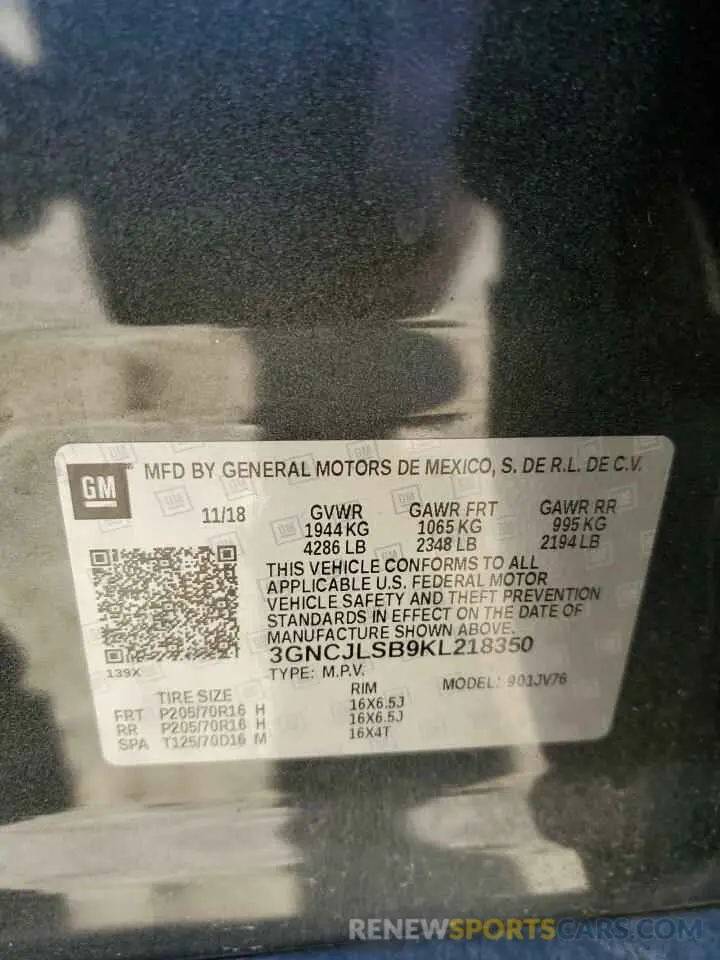 GM
MFD BY GENERAL MOTORS DE MEXICO, S. DE R.L. DE C.V.
11/18 GVWR GAWR FRT GAWR RR
1944 KG 1065 KG 995 KG
4286 LB 2348 LB 2194 LB
THIS VEHICLE CONFORMS TO ALL
APPLICABLE U.S. FEDERAL MOTOR
VEHICLE SAFETY AND THEFT PREVENTION
STANDARDS IN EFFECT ON THE DATE OF
MANUFACTURE SHOWN ABOVE.
3GNCJLSB9KL218350
139X
TYPE: M.P.V. MODEL: 901JV76
TIRE SIZE RIM
FRT P205/70R16 H 16X6.5J
RR P205/70R16 H 16X6.5J
SPA T125/70D16 M 16X4T
RENEWSPORTSCARS.COM